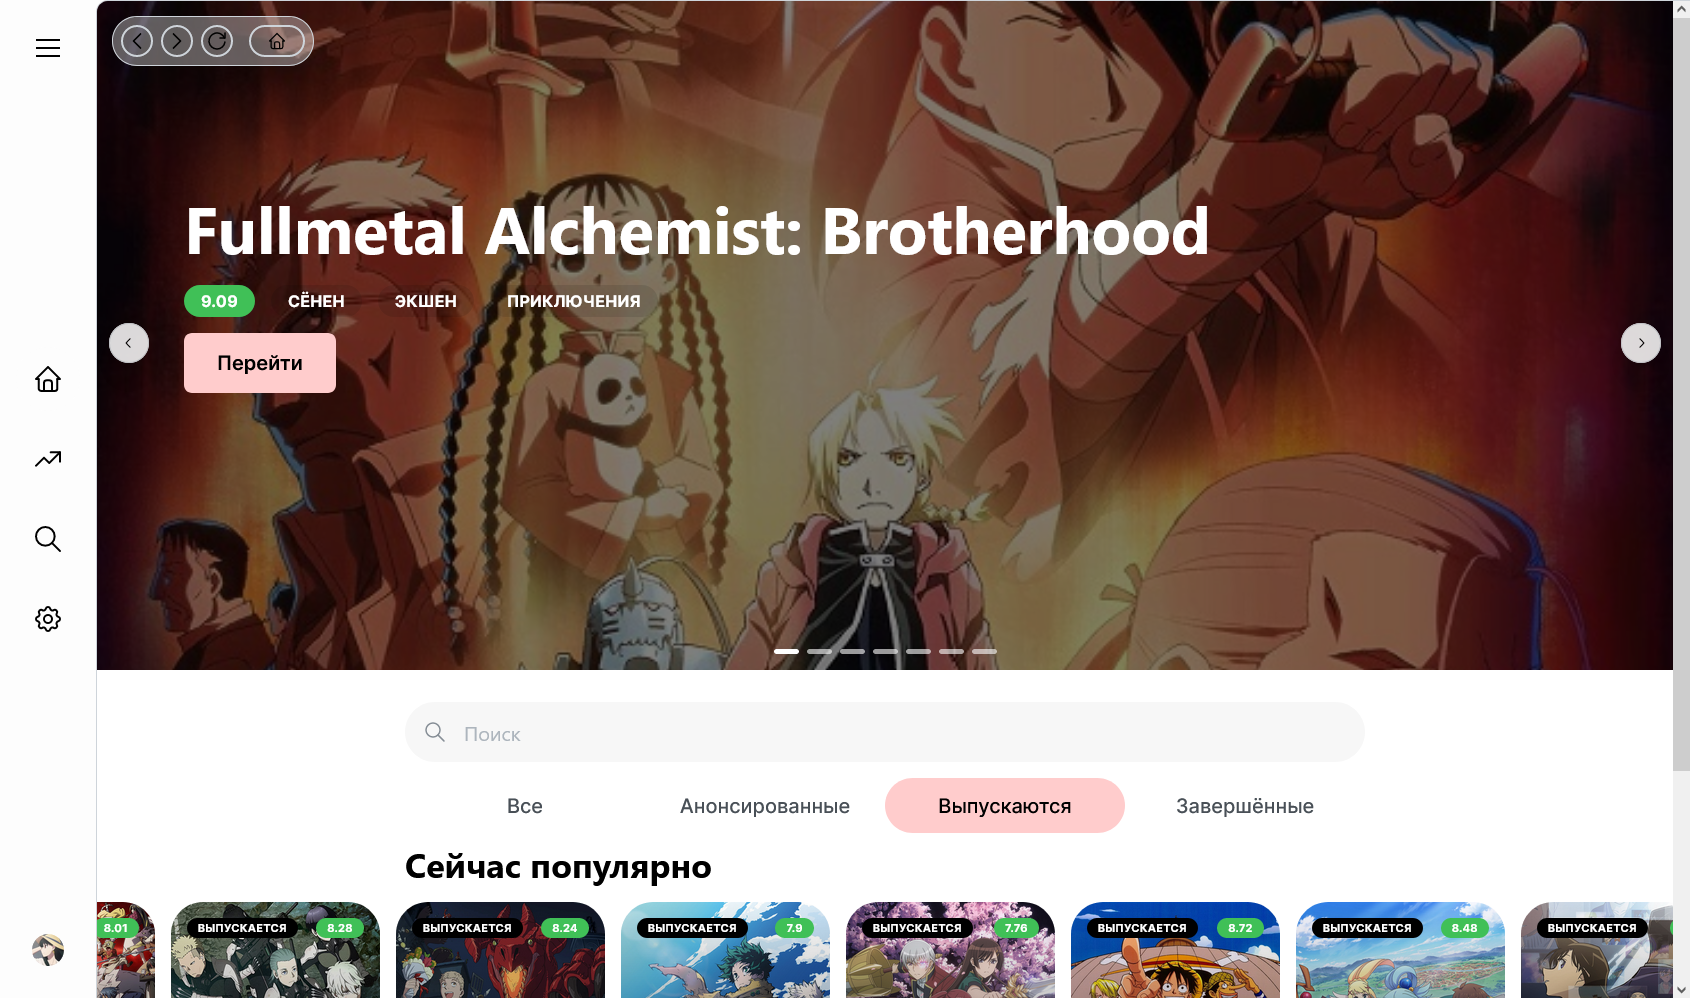 Fullmetal Alchemist: Brotherhood
9.09 СЁНЕН ЭКШЕН ПРИКЛЮЧЕНИЯ
Перейти
Поиск
Все Анонсированные Выпускаются Завершённые
Сейчас популярно
8.01 ВЫПУСКАЕТСЯ 8.28 ВЫПУСКАЕТСЯ 8.24 ВЫПУСКАЕТСЯ 7.9 ВЫПУСКАЕТСЯ 7.76 ВЫПУСКАЕТСЯ 8.72 ВЫПУСКАЕТСЯ 8.48 ВЫПУСКАЕТСЯ